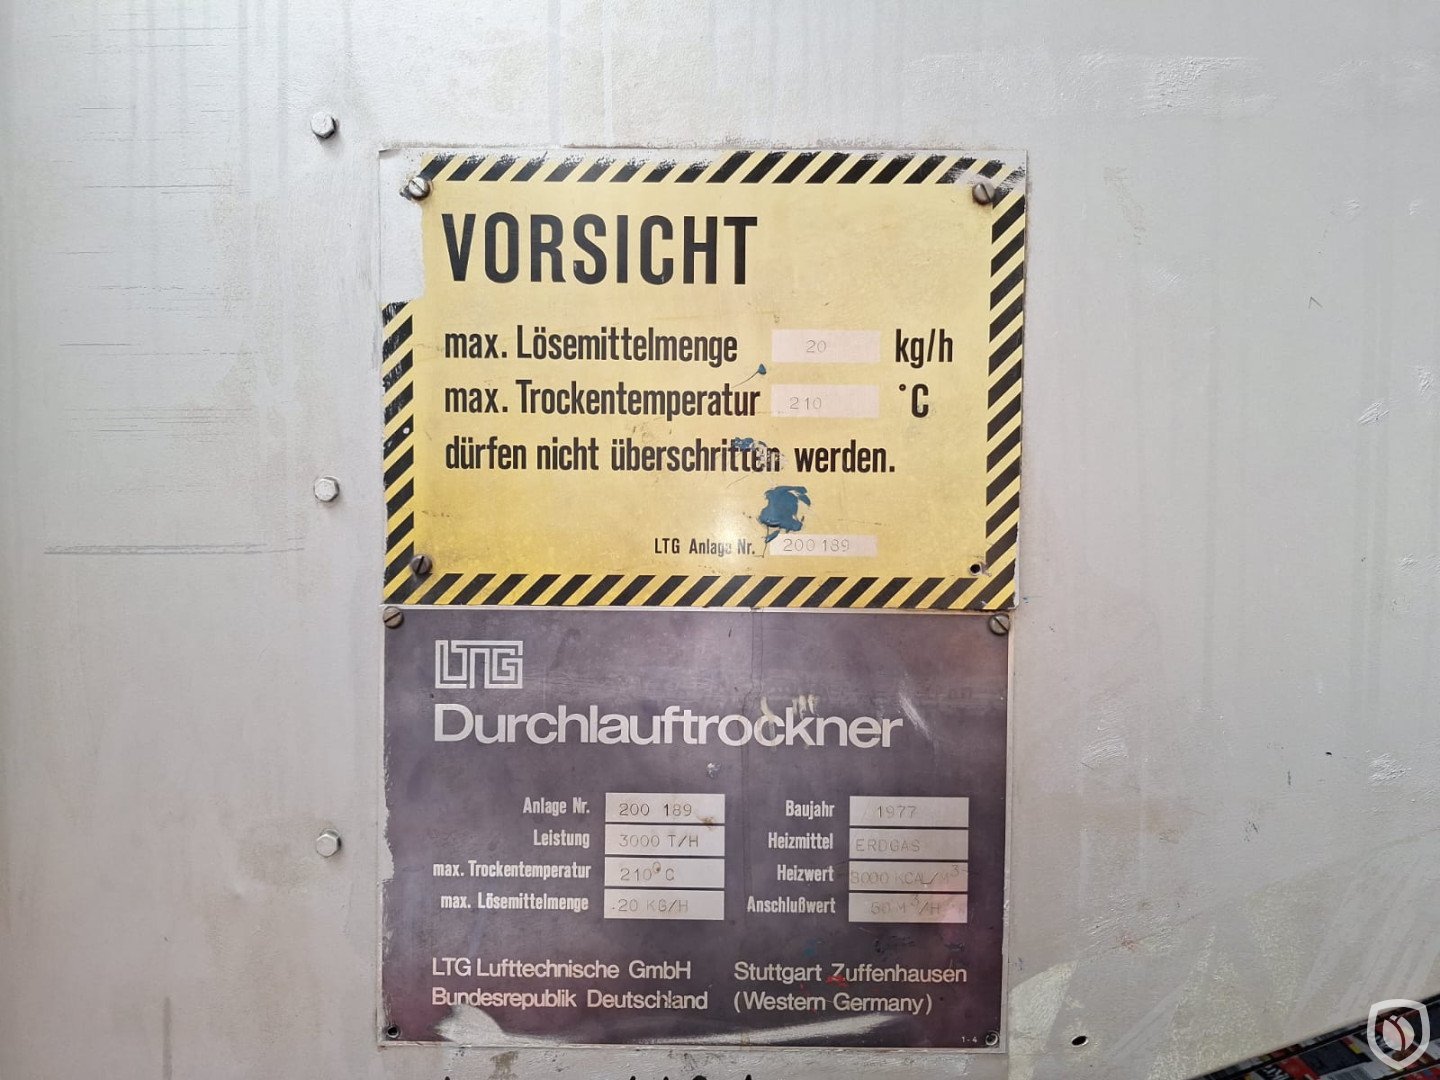 VORSICHT
max. Lösemittelmenge 20 kg/h
max. Trockentemperatur 210 °C
dürfen nicht überschritten werden.
LTG Anlage Nr. 200 189
LTG
Durchlauftrockner
Anlage Nr. 200 189 Baujahr 1977
Leistung 3000 T/H Heizmittel ERDGAS
max. Trockentemperatur 210°C Heizwert 8000 KCAL/M³
max. Lösemittelmenge 20 KG/H Anschlußwert M³/H
LTG Lufttechnische GmbH Stuttgart Zuffenhausen
Bundesrepublik Deutschland (Western Germany)
1-4